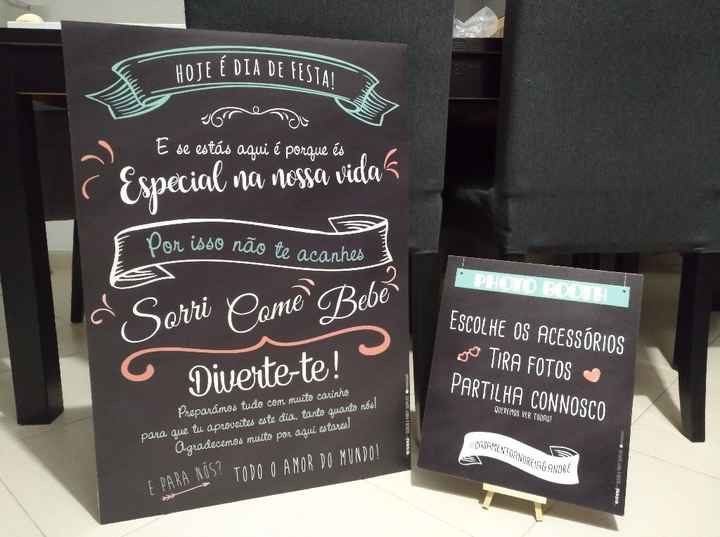 HOJE É DIA DE FESTA!
E se estás aqui é porque és
Especial na nossa vida
Por isso não te acanhes
Sorri Come Bebe
Diverte-te!
Preparámos tudo com muito carinho
para que tu aproveites este dia, tanto quanto nós!
Agradecemos muito por aqui estares!
E PARA NÓS? TODO O AMOR DO MUNDO!
PHOTO BOOTH
ESCOLHE OS ACESSÓRIOS
TIRA FOTOS
PARTILHA CONNOSCO
QUEREMOS VER TODAS!
#CASAMENTOANDREIA&ANDRÉ